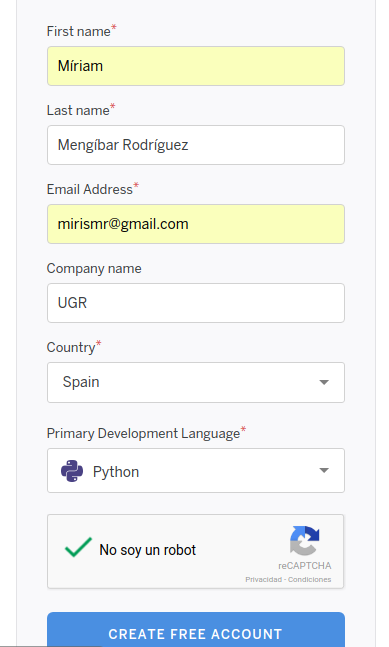 First name*
Míriam
Last name*
Mengíbar Rodríguez
Email Address*
mirismr@gmail.com
Company name
UGR
Country*
Spain
Primary Development Language*
Python
No soy un robot
reCAPTCHA
Privacidad - Condiciones
CREATE FREE ACCOUNT